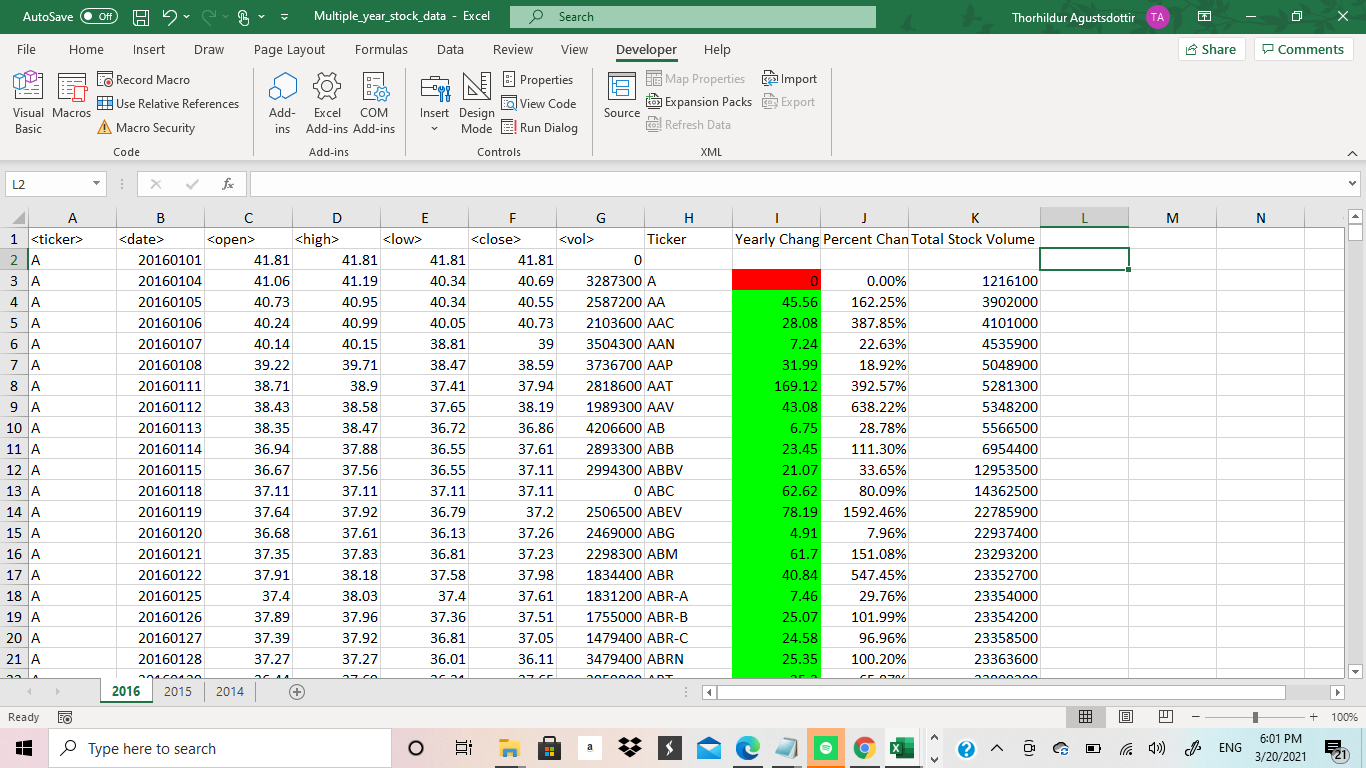 AutoSave Off Multiple_year_stock_data - Excel Search Thorhildur Agustsdottir TA
File Home Insert Draw Page Layout Formulas Data Review View Developer Help Share Comments
Visual Basic
Macros
Record Macro
Use Relative References
Macro Security
Code
Add-ins
Excel Add-ins
COM Add-ins
Add-ins
Insert
Design Mode
Properties
View Code
Run Dialog
Controls
Source
Map Properties
Expansion Packs
Refresh Data
Import
Export
XML
L2 fx
A B C D E F G H I J K L M N
1 <ticker> <date> <open> <high> <low> <close> <vol> Ticker Yearly Chang Percent Chan Total Stock Volume
2 A 20160101 41.81 41.81 41.81 41.81 0
3 A 20160104 41.06 41.19 40.34 40.69 3287300 A 0 0.00% 1216100
4 A 20160105 40.73 40.95 40.34 40.55 2587200 AA 45.56 162.25% 3902000
5 A 20160106 40.24 40.99 40.05 40.73 2103600 AAC 28.08 387.85% 4101000
6 A 20160107 40.14 40.15 38.81 39 3504300 AAN 7.24 22.63% 4535900
7 A 20160108 39.22 39.71 38.47 38.59 3736700 AAP 31.99 18.92% 5048900
8 A 20160111 38.71 38.9 37.41 37.94 2818600 AAT 169.12 392.57% 5281300
9 A 20160112 38.43 38.58 37.65 38.19 1989300 AAV 43.08 638.22% 5348200
10 A 20160113 38.35 38.47 36.72 36.86 4206600 AB 6.75 28.78% 5566500
11 A 20160114 36.94 37.88 36.55 37.61 2893300 ABB 23.45 111.30% 6954400
12 A 20160115 36.67 37.56 36.55 37.11 2994300 ABBV 21.07 33.65% 12953500
13 A 20160118 37.11 37.11 37.11 37.11 0 ABC 62.62 80.09% 14362500
14 A 20160119 37.64 37.92 36.79 37.2 2506500 ABEV 78.19 1592.46% 22785900
15 A 20160120 36.68 37.61 36.13 37.26 2469000 ABG 4.91 7.96% 22937400
16 A 20160121 37.35 37.83 36.81 37.23 2298300 ABM 61.7 151.08% 23293200
17 A 20160122 37.91 38.18 37.58 37.98 1834400 ABR 40.84 547.45% 23352700
18 A 20160125 37.4 38.03 37.4 37.61 1831200 ABR-A 7.46 29.76% 23354000
19 A 20160126 37.89 37.96 37.36 37.51 1755000 ABR-B 25.07 101.99% 23354200
20 A 20160127 37.39 37.92 36.81 37.05 1479400 ABR-C 24.58 96.96% 23358500
21 A 20160128 37.27 37.27 36.01 36.11 3479400 ABRN 25.35 100.20% 23363600
2016 2015 2014
Ready 100%
Type here to search a ENG 6:01 PM
3/20/2021 21